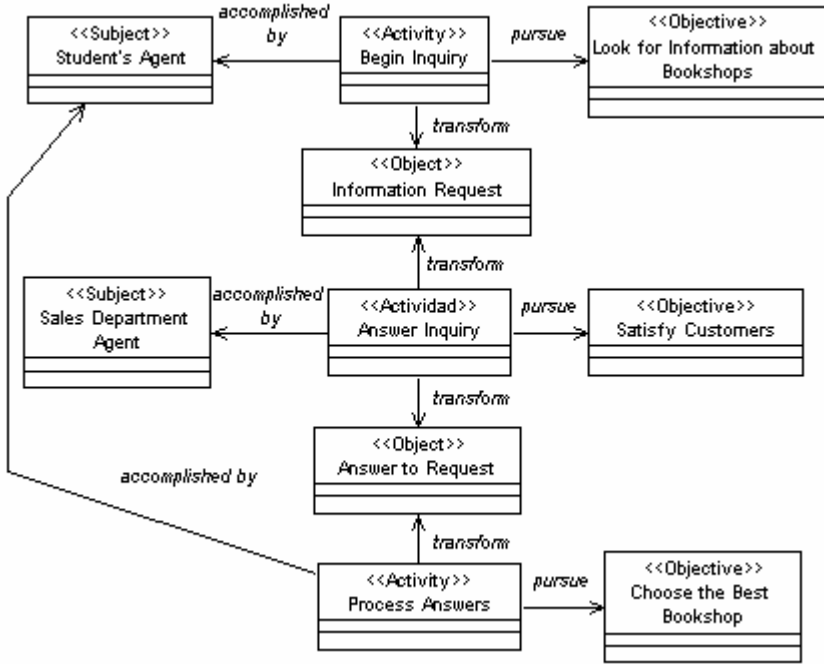 <<Subject>>
Student's Agent
accomplished
by
<<Activity>>
Begin Inquiry
pursue
<<Objective>>
Look for Information about
Bookshops
transform
<<Object>>
Information Request
transform
<<Subject>>
Sales Department
Agent
accomplished
by
<<Actividad>>
Answer Inquiry
pursue
<<Objective>>
Satisfy Customers
transform
<<Object>>
Answer to Request
accomplished by
transform
<<Activity>>
Process Answers
pursue
<<Objective>>
Choose the Best
Bookshop